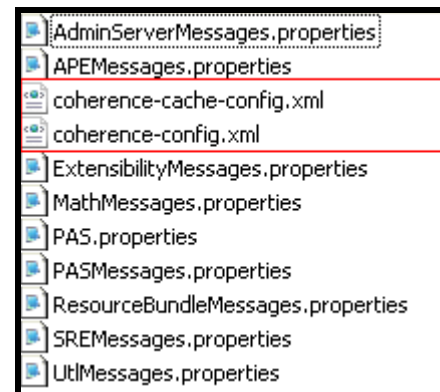 AdminServerMessages.properties
APEMessages.properties
coherence-cache-config.xml
coherence-config.xml
ExtensibilityMessages.properties
MathMessages.properties
PAS.properties
PASMessages.properties
ResourceBundleMessages.properties
SREMessages.properties
UtlMessages.properties